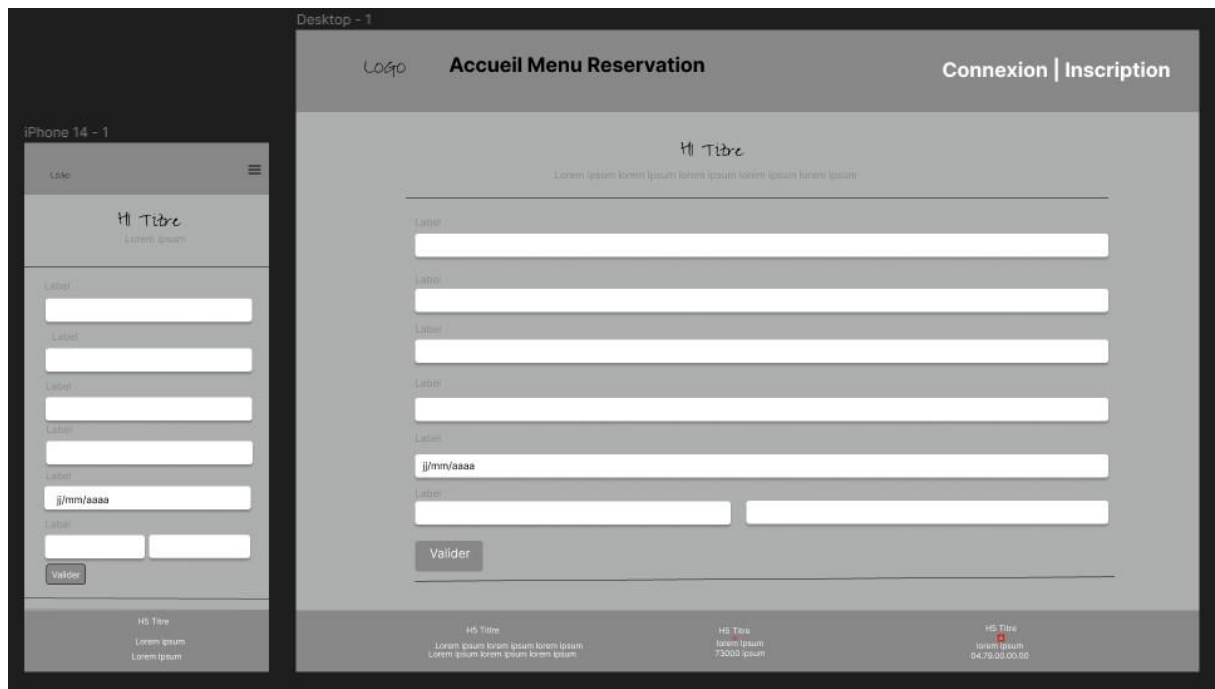 Desktop - 1
LOGO
Accueil Menu Reservation
Connexion | Inscription
H1 Titre
Lorem ipsum lorem ipsum lorem ipsum lorem ipsum lorem ipsum
Label
Label
Label
Label
Label
jj/mm/aaaa
Label
Valider
H5 Titlre
Lorem ipsum lorem ipsum lorem ipsum
Lorem ipsum lorem ipsum lorem ipsum
H5 Titre
lorem ipsum
73000 ipsum
H5 Titre
lorem ipsum
04.79.00.00.00
iPhone 14 - 1
LOGO
H1 Titre
Lorem ipsum
Label
Label
Label
Label
Label
jj/mm/aaaa
Label
Valider
H5 Titre
Lorem ipsum
Lorem ipsum